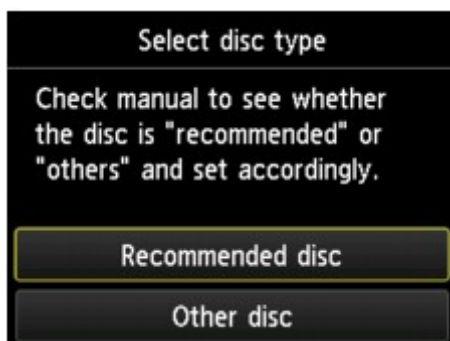 Select disc type
Check manual to see whether
the disc is "recommended" or
"others" and set accordingly.
Recommended disc
Other disc